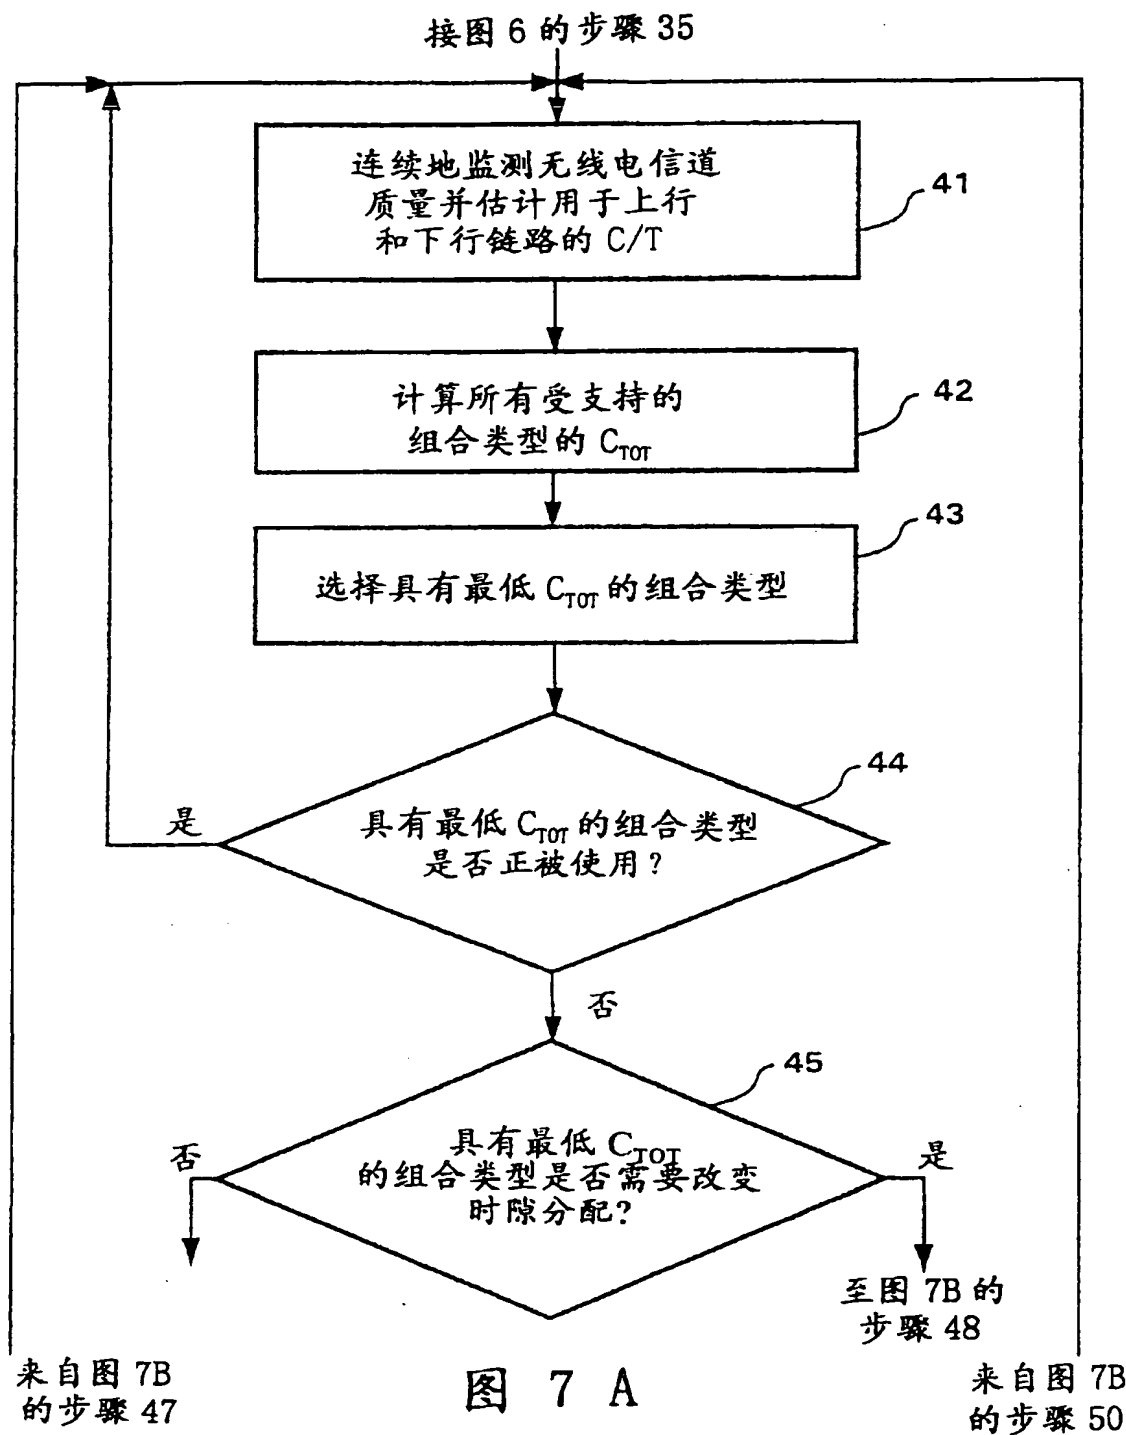 接图 6 的步骤 35
连续地监测无线电信道
质量并估计用于上行
和下行链路的 C/T
41
计算所有受支持的
组合类型的 C_TOT
42
43
选择具有最低 C_TOT 的组合类型
44
是
具有最低 C_TOT 的组合类型
是否正被使用?
否
45
否
具有最低 C_TOT
的组合类型是否需要改变
时隙分配?
是
至图 7B 的
步骤 48
来自图 7B
的步骤 47
图 7 A
来自图 7B
的步骤 50